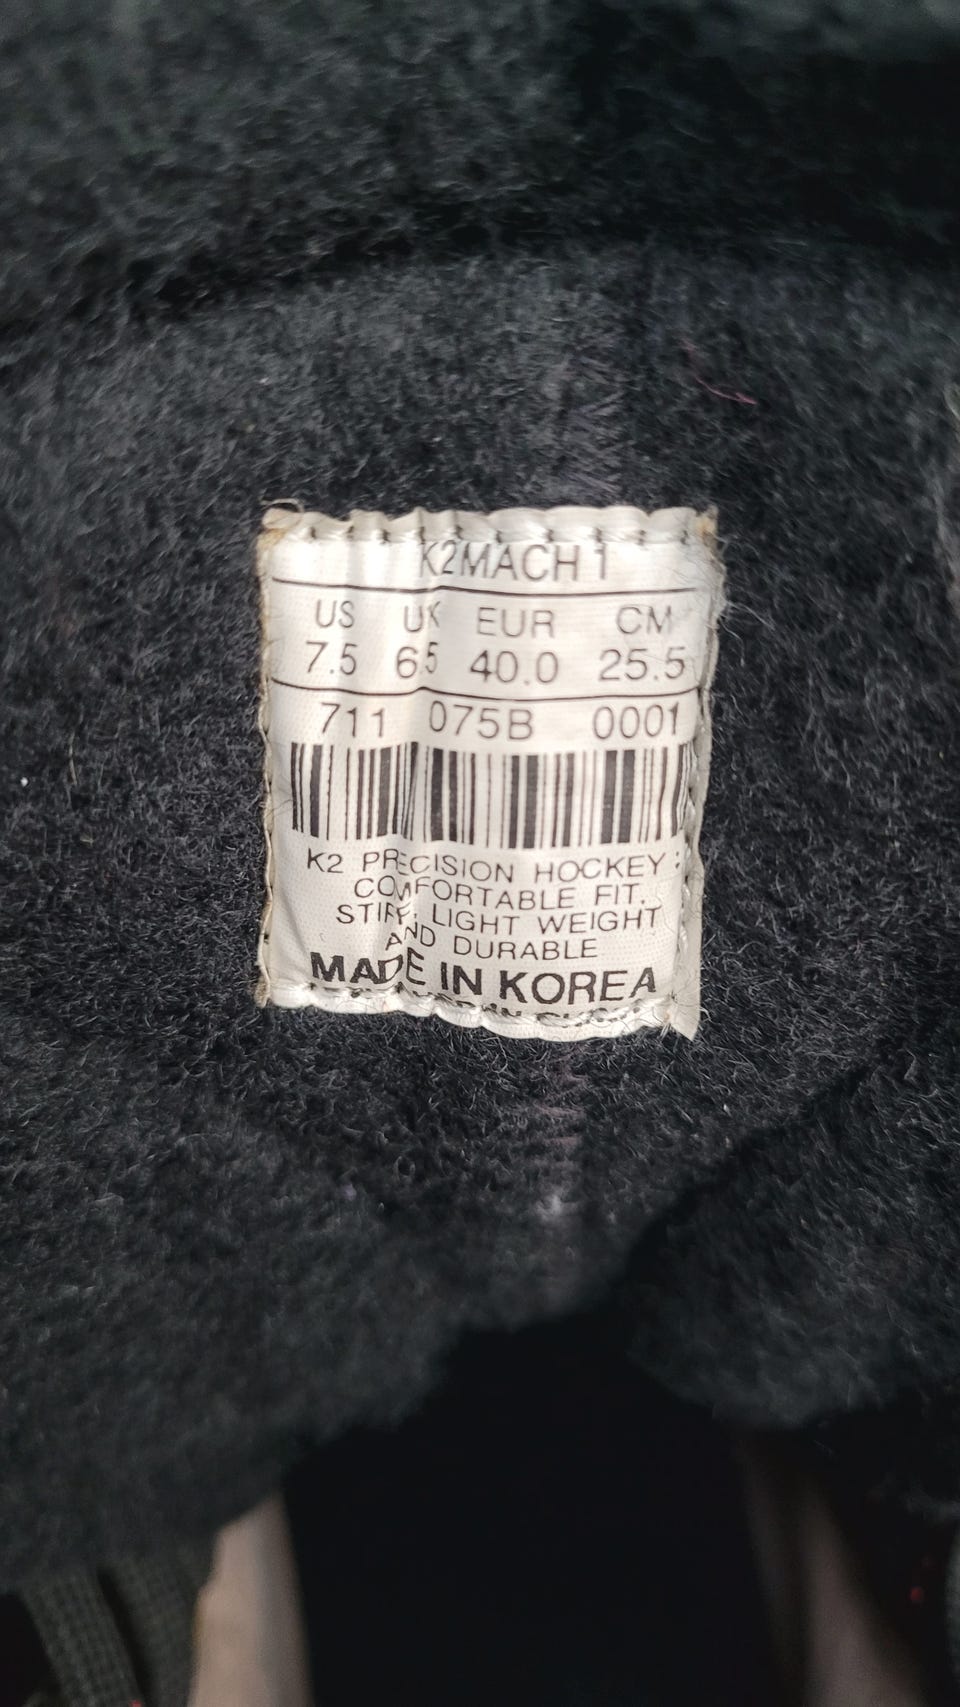 K2MACH 1
US UK EUR CM
7.5 6.5 40.0 25.5
711 075B 0001
K2 PRECISION HOCKEY :
COMFORTABLE FIT.
STIFF, LIGHT WEIGHT
AND DURABLE
MADE IN KOREA